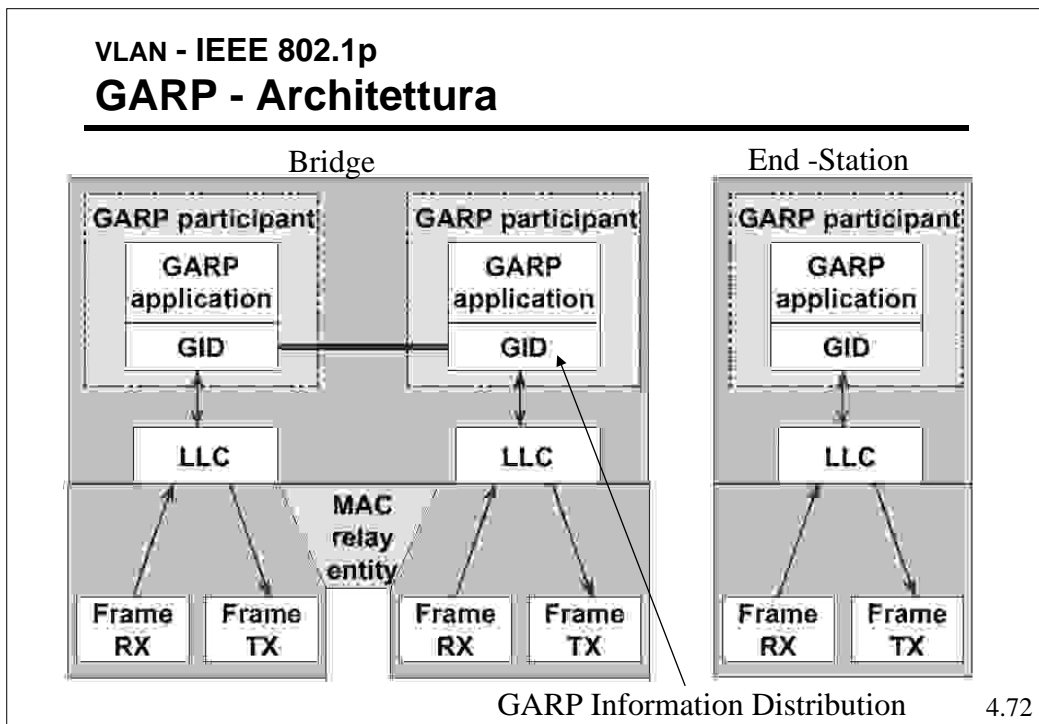 VLAN - IEEE 802.1p
GARP - Architettura
Bridge
End -Station
GARP participant
GARP participant
GARP participant
GARP
application
GARP
application
GARP
application
GID
GID
GID
LLC
LLC
LLC
MAC
relay
entity
Frame
RX
Frame
TX
Frame
RX
Frame
TX
Frame
RX
Frame
TX
GARP Information Distribution
4.72